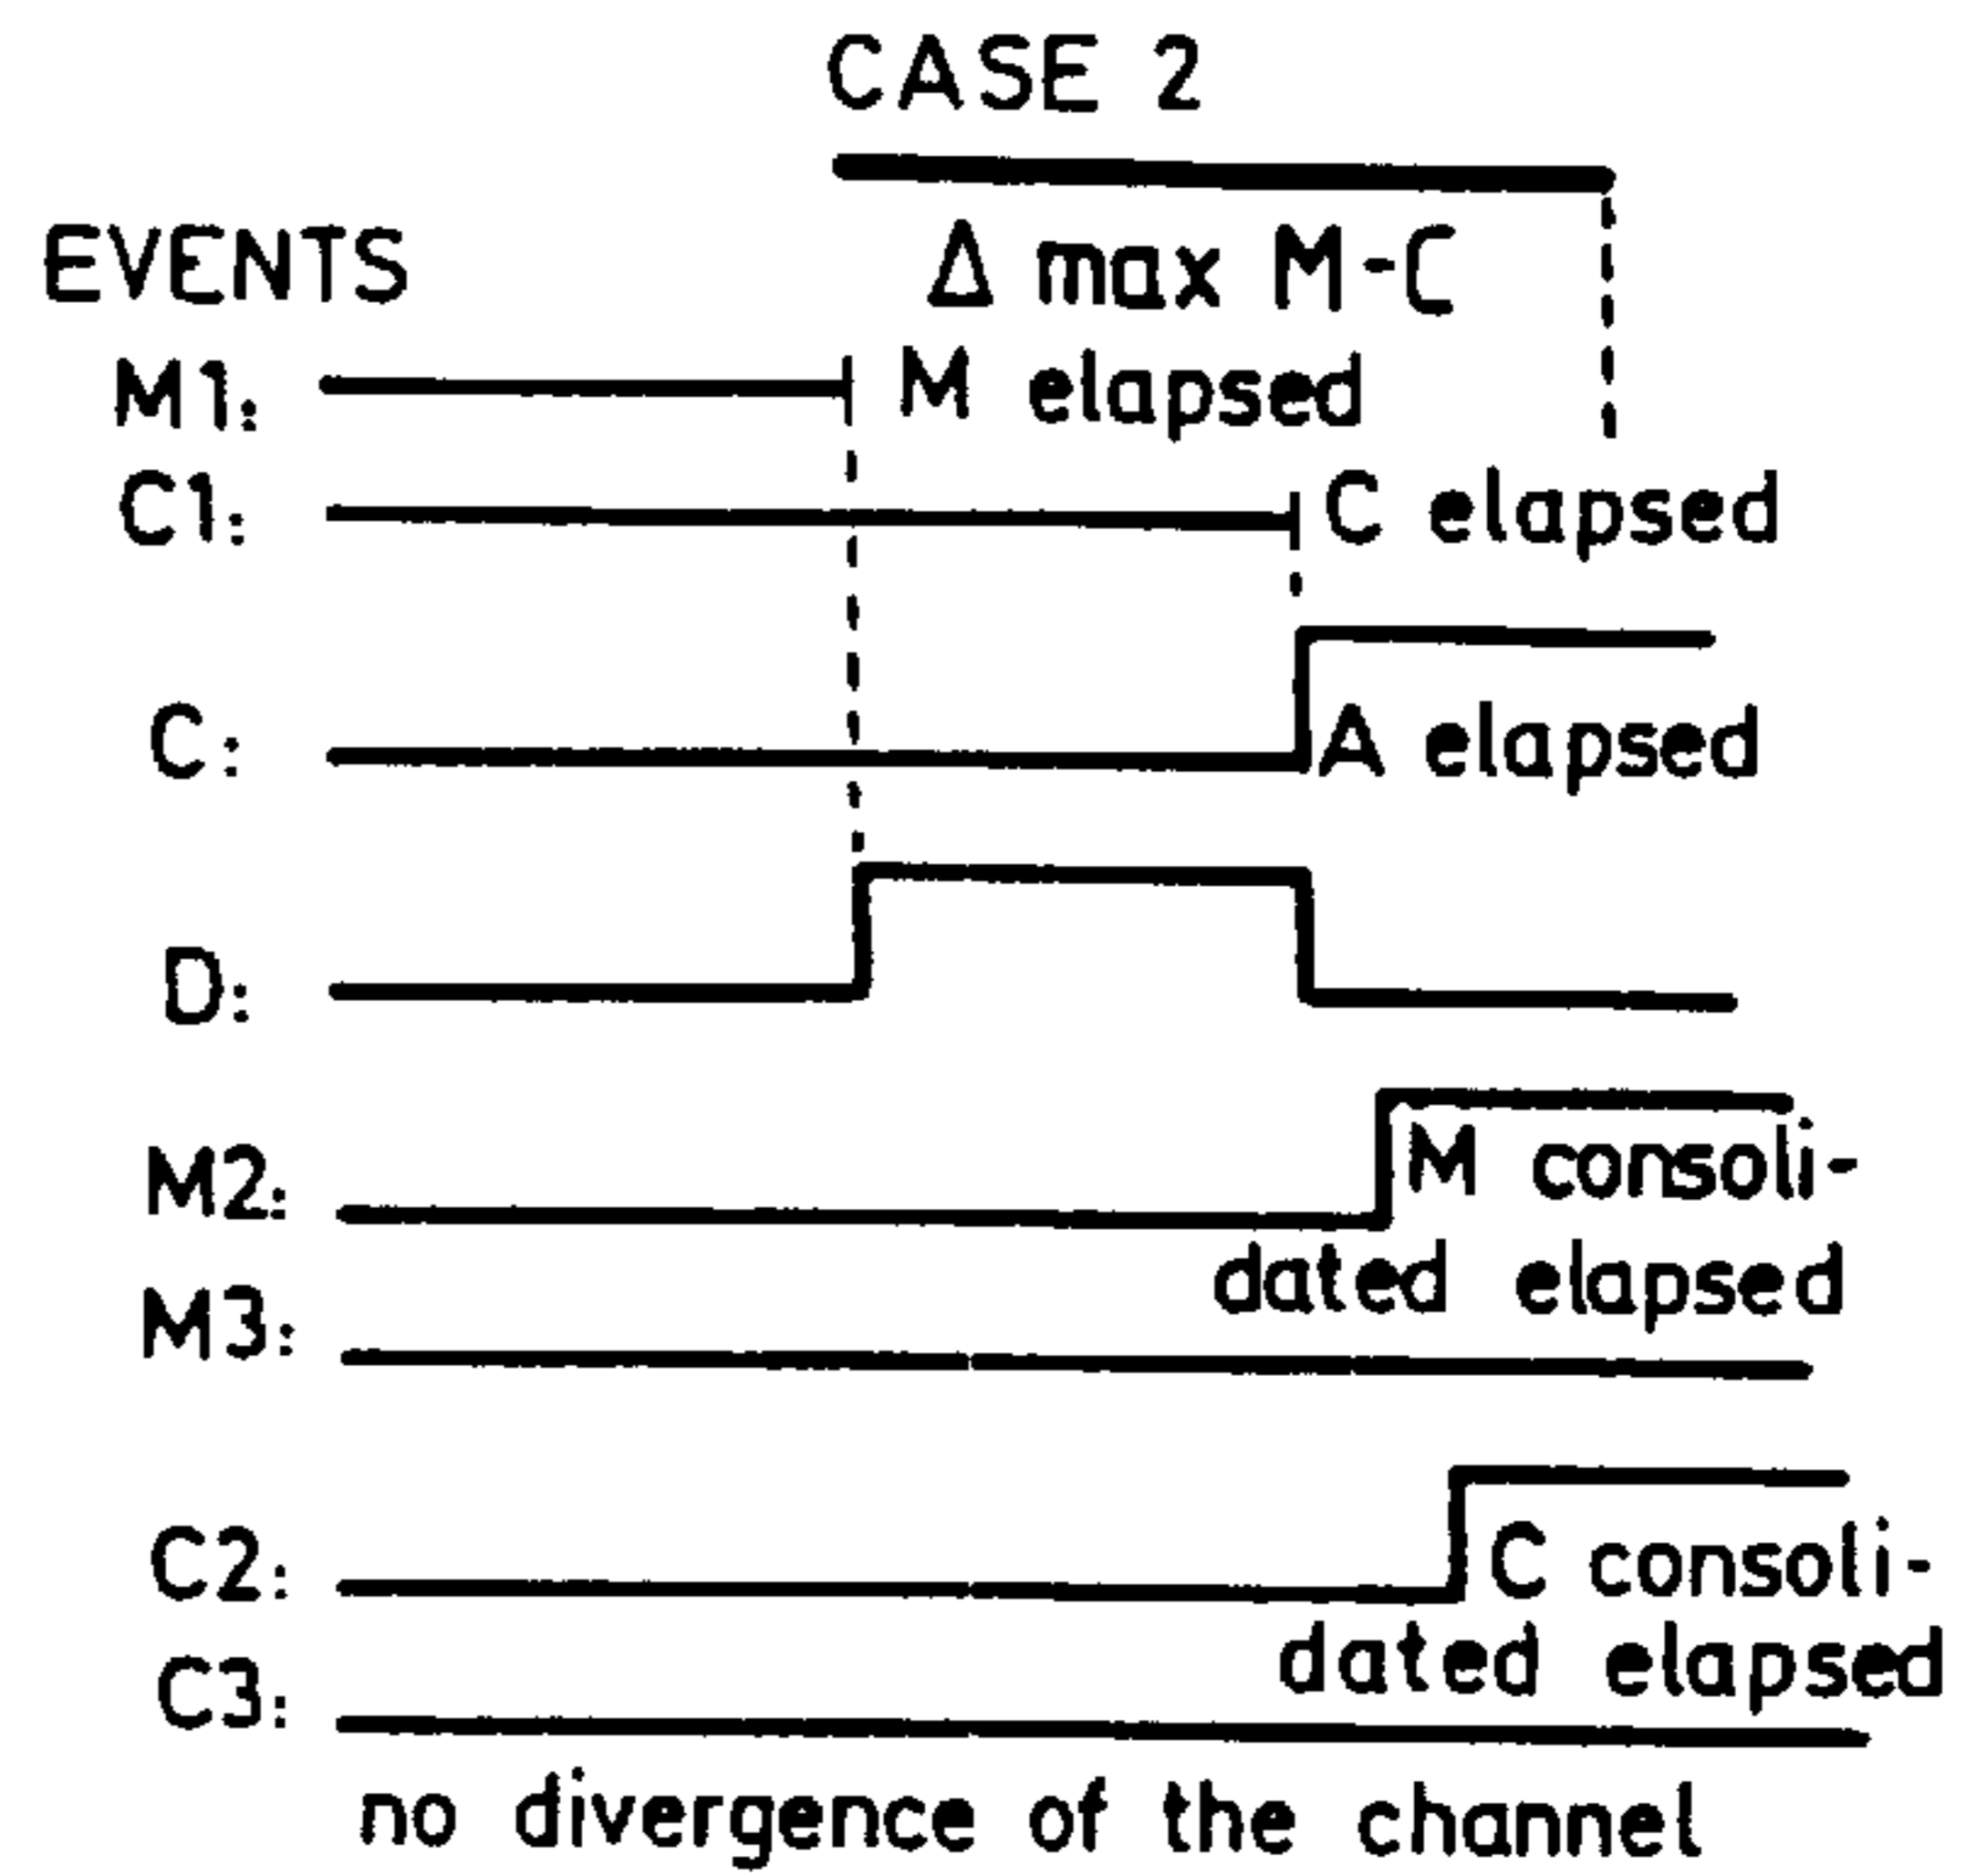 CASE 2
EVENTS
Δ max M-C
M1: M elapsed
C1: C elapsed
C: A elapsed
D:
M2: M consoli-
dated elapsed
M3:
C2: C consoli-
dated elapsed
C3:
no divergence of the channel